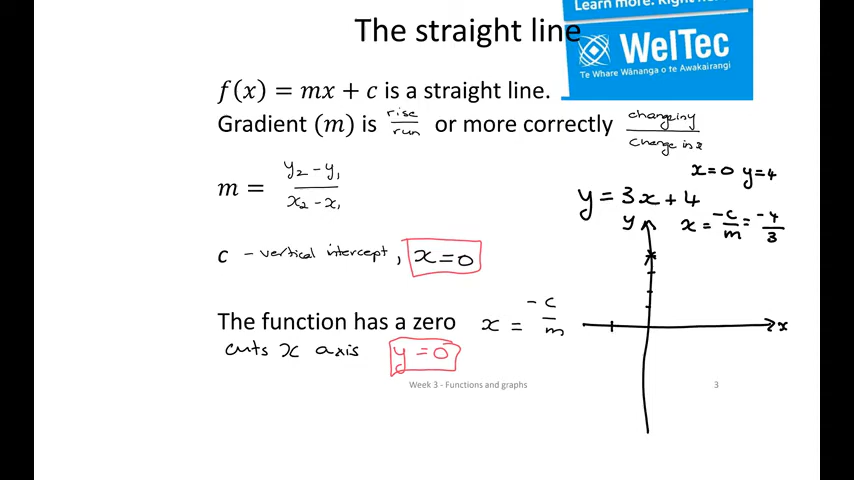 Learn more. Right here.
The straight line
WelTec
Te Whare Wānanga o te Awakairangi
f(x) = mx + c is a straight line.
Gradient (m) is rise/run or more correctly change in y/change in x
x=0 y=4
m = y₂ - y₁/x₂ - x₁
y = 3x + 4
y x = -c/m = -4/3
c - vertical intercept, x=0
The function has a zero x = -c/m
x
cuts x axis y=0
Week 3 - Functions and graphs 3